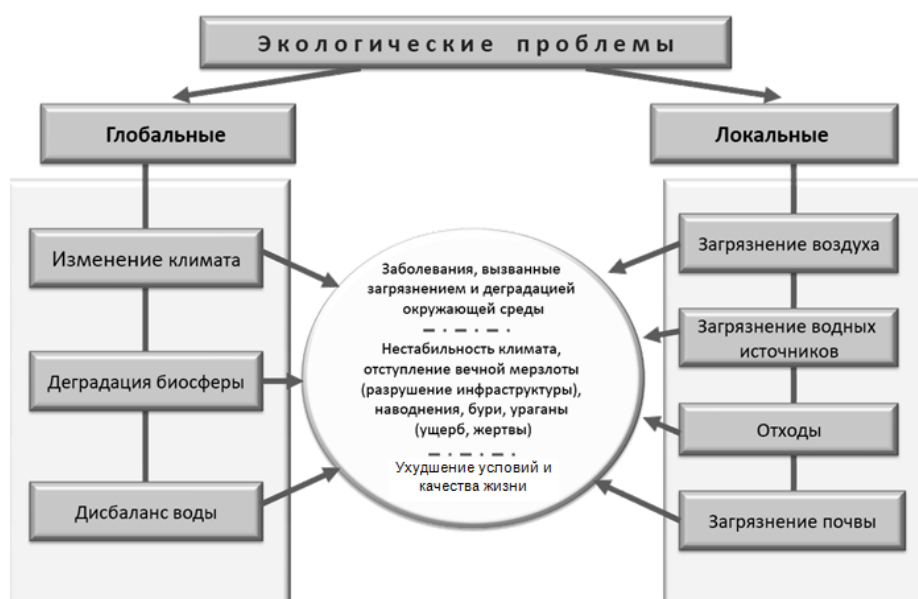 Экологические проблемы
Глобальные
Локальные
Изменение климата
Деградация биосферы
Дисбаланс воды
Заболевания, вызванные
загрязнением и деградацией
окружающей среды
Нестабильность климата,
отступление вечной мерзлоты
(разрушение инфраструктуры),
наводнения, бури, ураганы
(ущерб, жертвы)
Ухудшение условий и
качества жизни
Загрязнение воздуха
Загрязнение водных
источников
Отходы
Загрязнение почвы